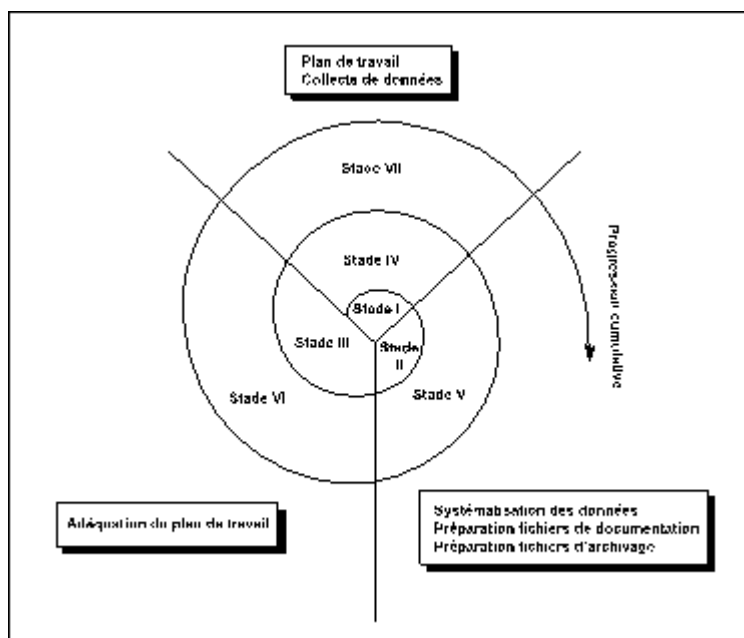 Plan de travail
Collecte de données
Stade VII
Stade IV
Stade I
Stade III
Stade
II
Stade VI
Stade V
Progression cumulative
Adéquation du plan de travail
Systématisation des données
Préparation fichiers de documentation
Préparation fichiers d'archivage